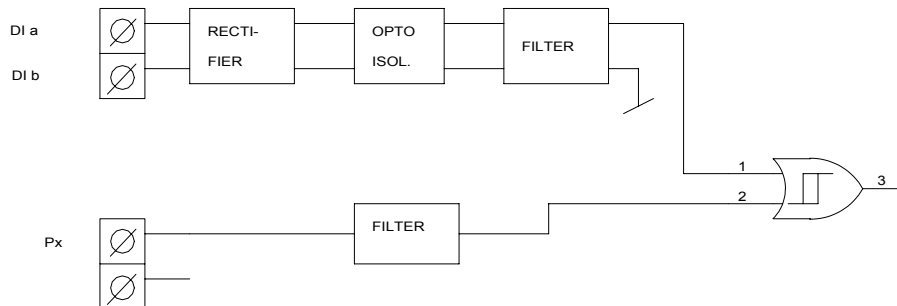 DI a
DI b
RECTI-
FIER
OPTO
ISOL.
FILTER
1
2
3
Px
FILTER